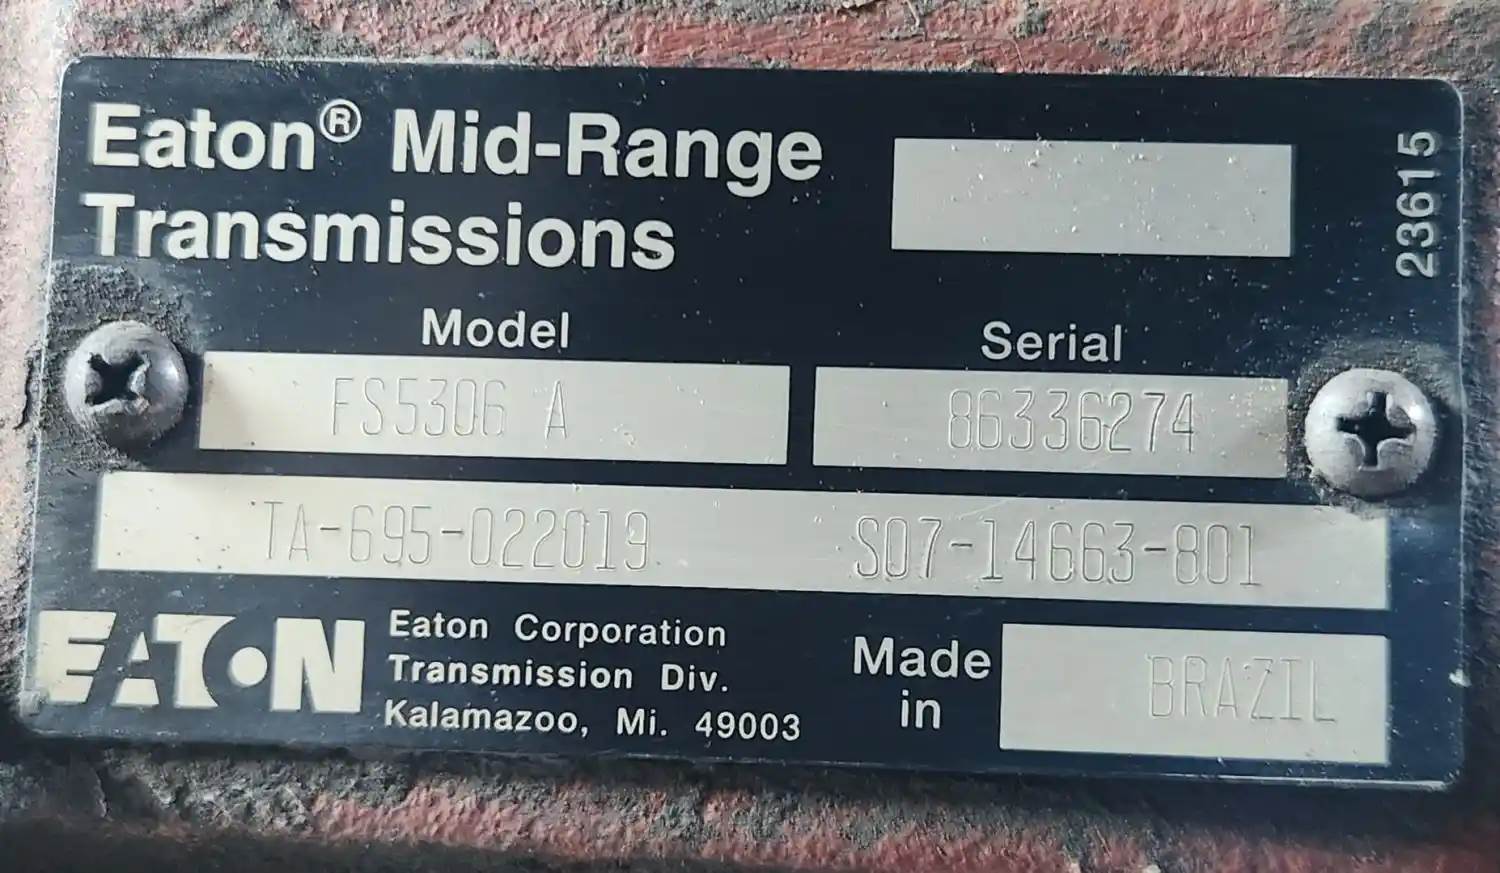 Eaton® Mid-Range
Transmissions
23615
Model
Serial
FS5306 A
86336274
TA-695-022019 S07-14663-801
EATON
Eaton Corporation
Transmission Div.
Kalamazoo, Mi. 49003
Made
in
BRAZIL